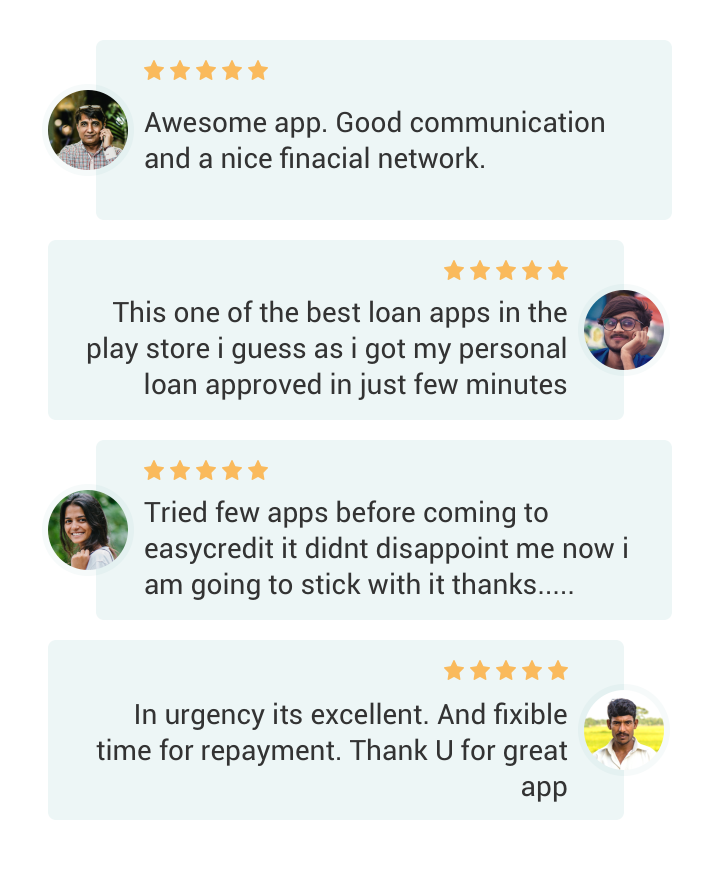 Awesome app. Good communication
and a nice finacial network.
This one of the best loan apps in the
play store i guess as i got my personal
loan approved in just few minutes
Tried few apps before coming to
easycredit it didnt disappoint me now i
am going to stick with it thanks.....
In urgency its excellent. And fixible
time for repayment. Thank U for great
app